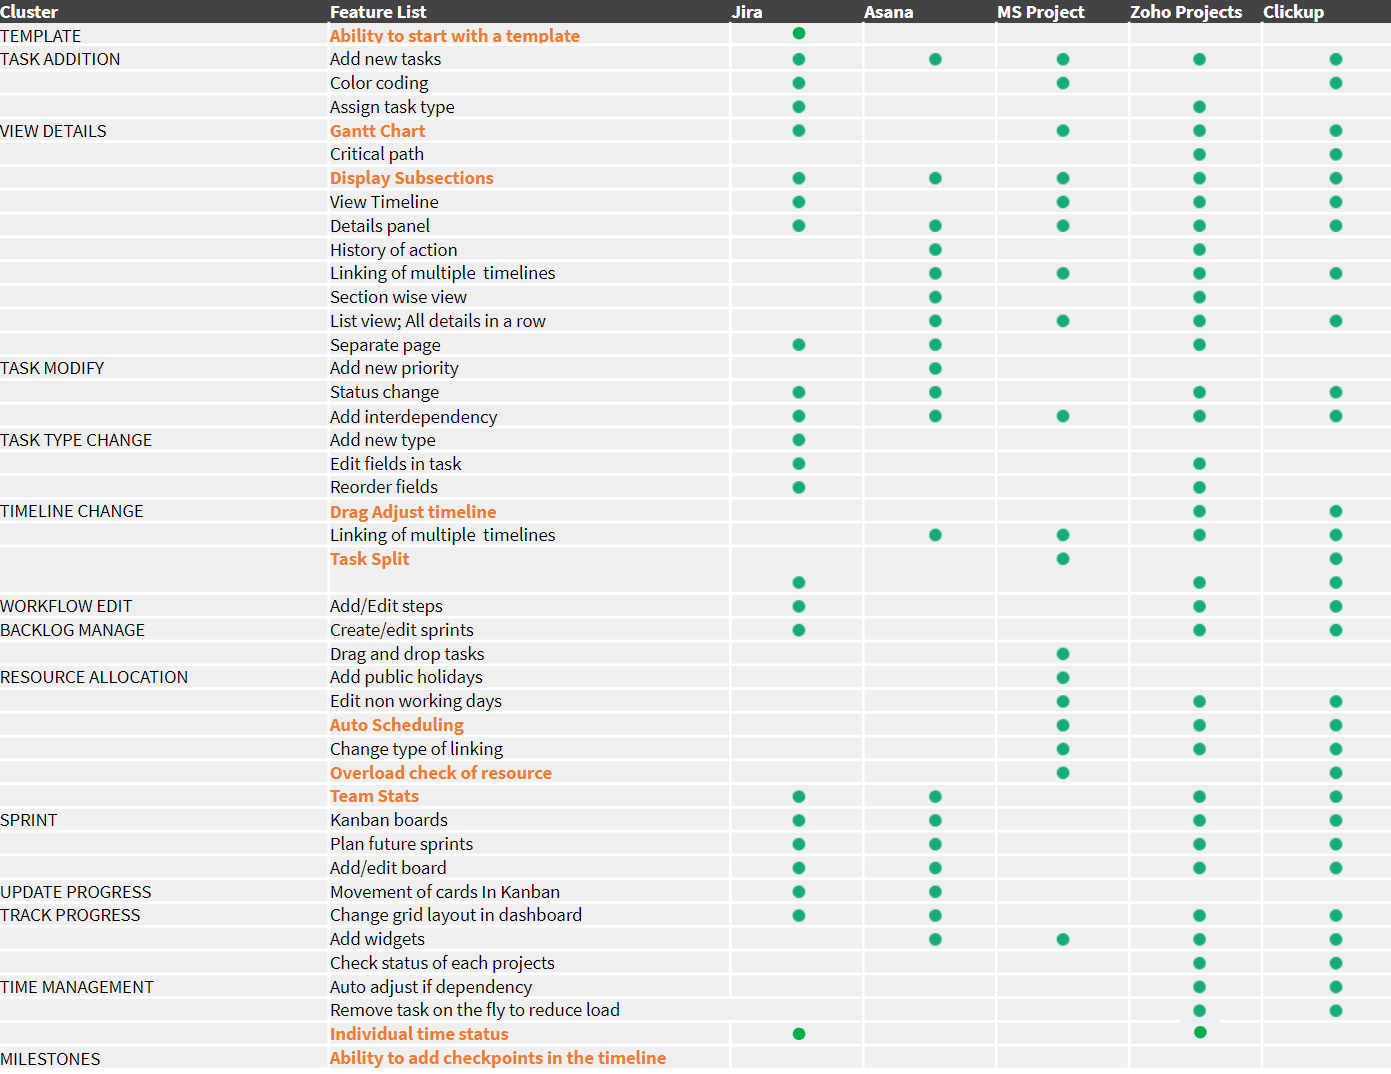 Cluster Feature List Jira Asana MS Project Zoho Projects Clickup
TEMPLATE Ability to start with a template
TASK ADDITION Add new tasks
Color coding
Assign task type
VIEW DETAILS Gantt Chart
Critical path
Display Subsections
View Timeline
Details panel
History of action
Linking of multiple  timelines
Section wise view
List view; All details in a row
Separate page
TASK MODIFY Add new priority
Status change
Add interdependency
TASK TYPE CHANGE Add new type
Edit fields in task
Reorder fields
TIMELINE CHANGE Drag Adjust timeline
Linking of multiple  timelines
Task Split
WORKFLOW EDIT Add/Edit steps
BACKLOG MANAGE Create/edit sprints
Drag and drop tasks
RESOURCE ALLOCATION Add public holidays
Edit non working days
Auto Scheduling
Change type of linking
Overload check of resource
Team Stats
SPRINT Kanban boards
Plan future sprints
Add/edit board
UPDATE PROGRESS Movement of cards In Kanban
TRACK PROGRESS Change grid layout in dashboard
Add widgets
Check status of each projects
TIME MANAGEMENT Auto adjust if dependency
Remove task on the fly to reduce load
Individual time status
MILESTONES Ability to add checkpoints in the timeline